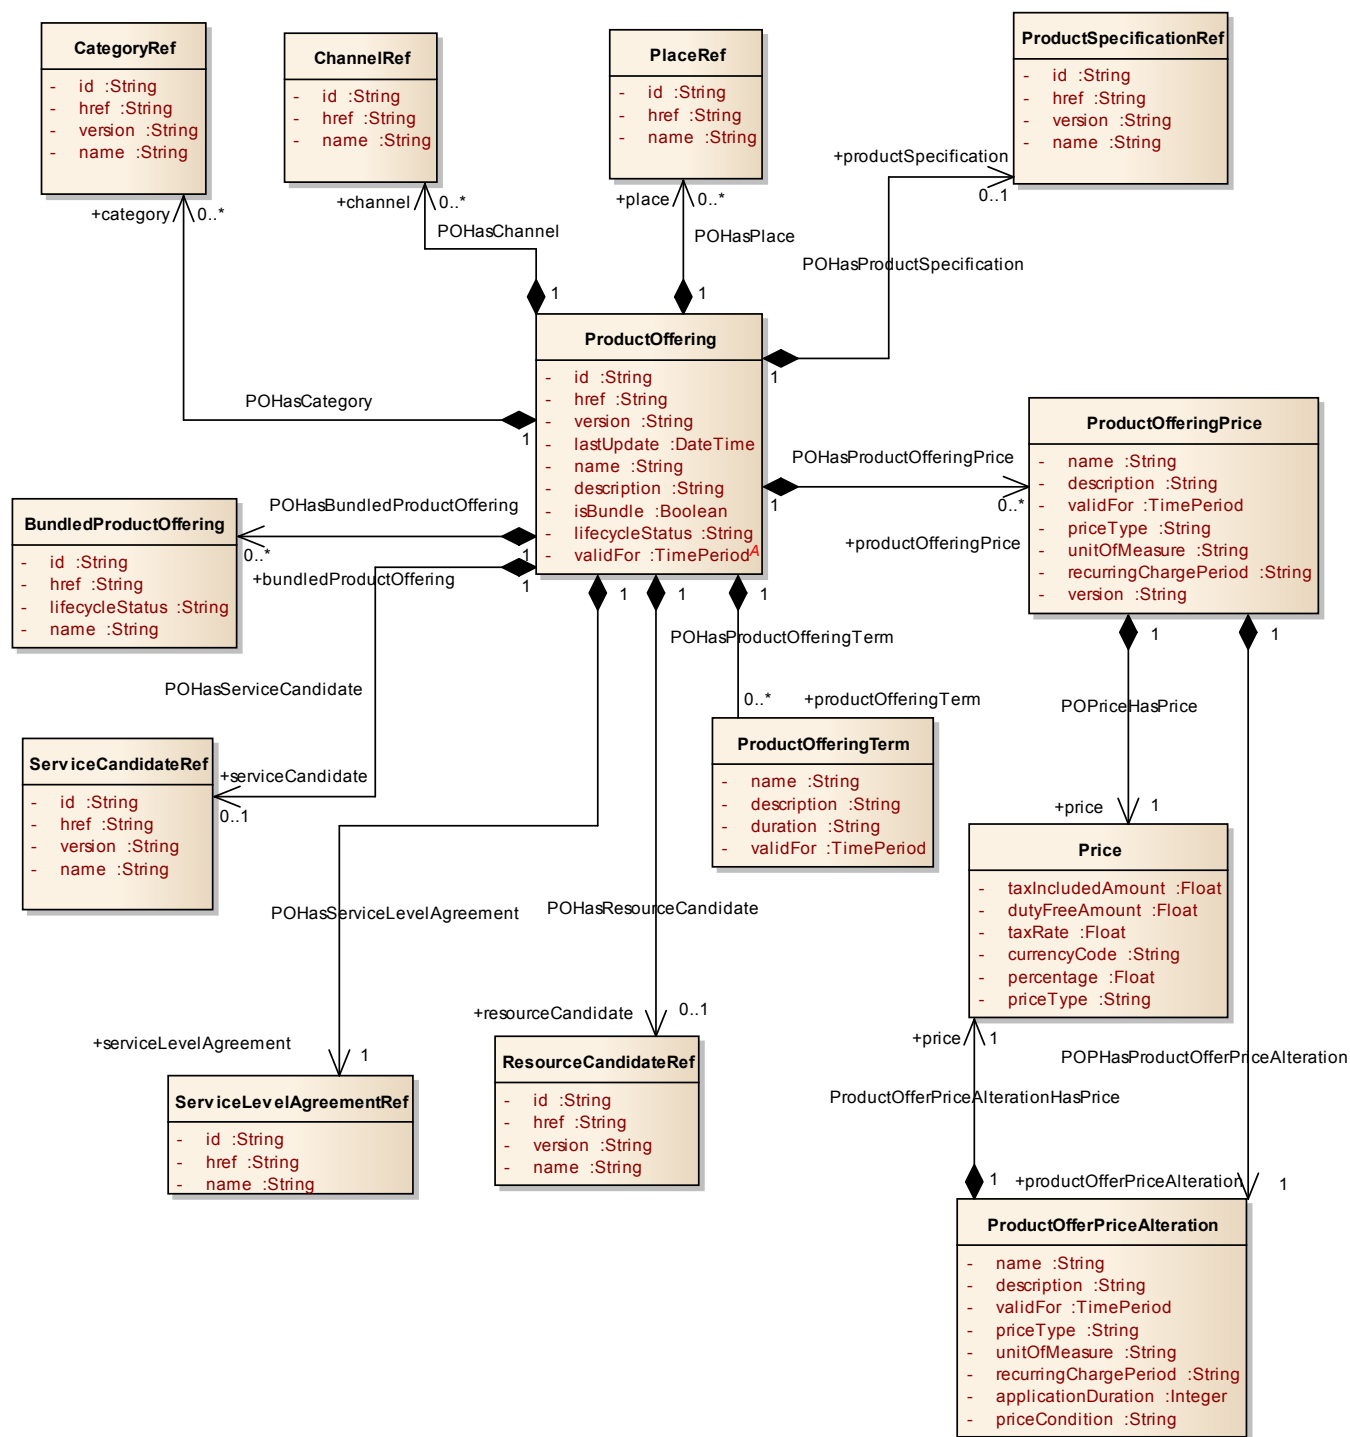 CategoryRef
- id :String
- href :String
- version :String
- name :String
ChannelRef
- id :String
- href :String
- name :String
PlaceRef
- id :String
- href :String
- name :String
ProductSpecificationRef
- id :String
- href :String
- version :String
- name :String
+category 0..*
+channel 0..*
POHasChannel
1
+place 0..*
POHasPlace
1
+productSpecification
0..1
POHasProductSpecification
1
POHasCategory
1
ProductOffering
- id :String
- href :String
- version :String
- lastUpdate :DateTime
- name :String
- description :String
- isBundle :Boolean
- lifecycleStatus :String
- validFor :TimePeriod
A
POHasProductOfferingPrice
1
0..*
+productOfferingPrice
ProductOfferingPrice
- name :String
- description :String
- validFor :TimePeriod
- priceType :String
- unitOfMeasure :String
- recurringChargePeriod :String
- version :String
POHasBundledProductOffering
1
0..*
+bundledProductOffering
BundledProductOffering
- id :String
- href :String
- lifecycleStatus :String
- name :String
1
POHasServiceCandidate
+serviceCandidate
0..1
ServiceCandidateRef
- id :String
- href :String
- version :String
- name :String
1
1
1
POHasProductOfferingTerm
0..*
+productOfferingTerm
ProductOfferingTerm
- name :String
- description :String
- duration :String
- validFor :TimePeriod
1
1
POPriceHasPrice
+price 1
Price
- taxIncludedAmount :Float
- dutyFreeAmount :Float
- taxRate :Float
- currencyCode :String
- percentage :Float
- priceType :String
POHasServiceLevelAgreement
POHasResourceCandidate
+serviceLevelAgreement 1
ServiceLevelAgreementRef
- id :String
- href :String
- name :String
+resourceCandidate 0..1
ResourceCandidateRef
- id :String
- href :String
- version :String
- name :String
+price 1
POPHasProductOfferPriceAlteration
ProductOfferPriceAlterationHasPrice
1
+productOfferPriceAlteration 1
ProductOfferPriceAlteration
- name :String
- description :String
- validFor :TimePeriod
- priceType :String
- unitOfMeasure :String
- recurringChargePeriod :String
- applicationDuration :Integer
- priceCondition :String